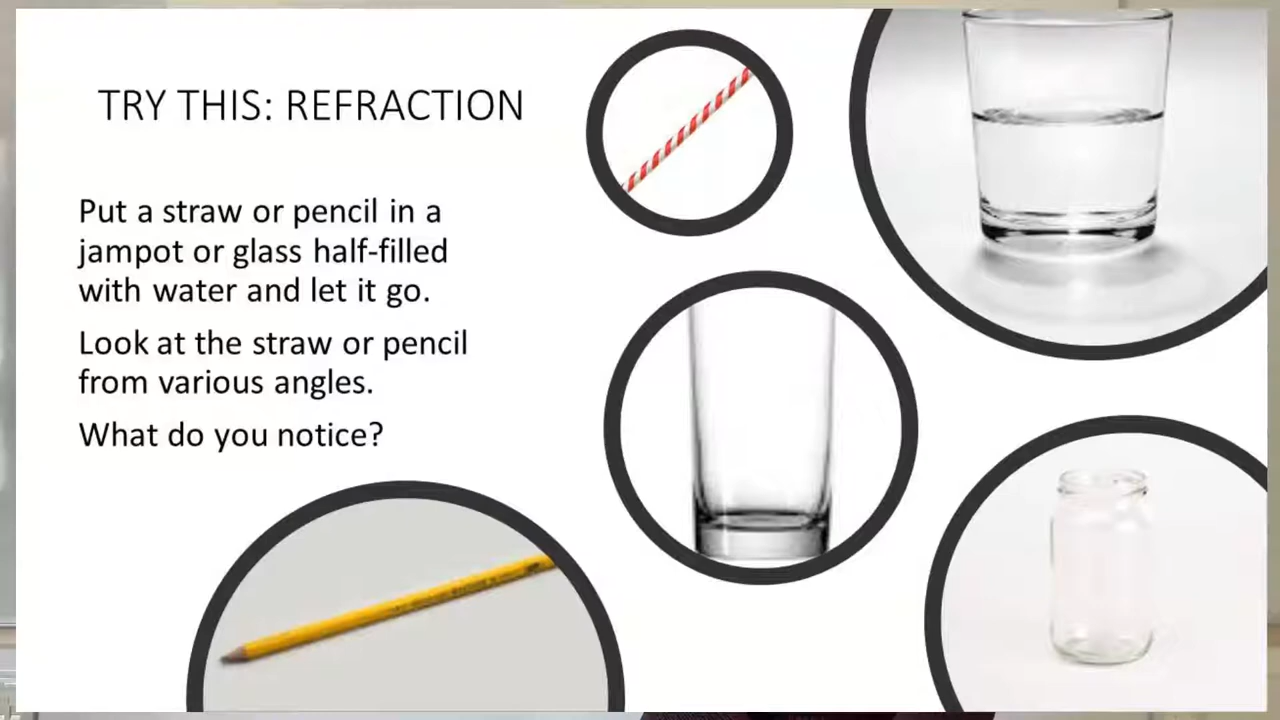 TRY THIS: REFRACTION
Put a straw or pencil in a
jampot or glass half-filled
with water and let it go.
Look at the straw or pencil
from various angles.
What do you notice?